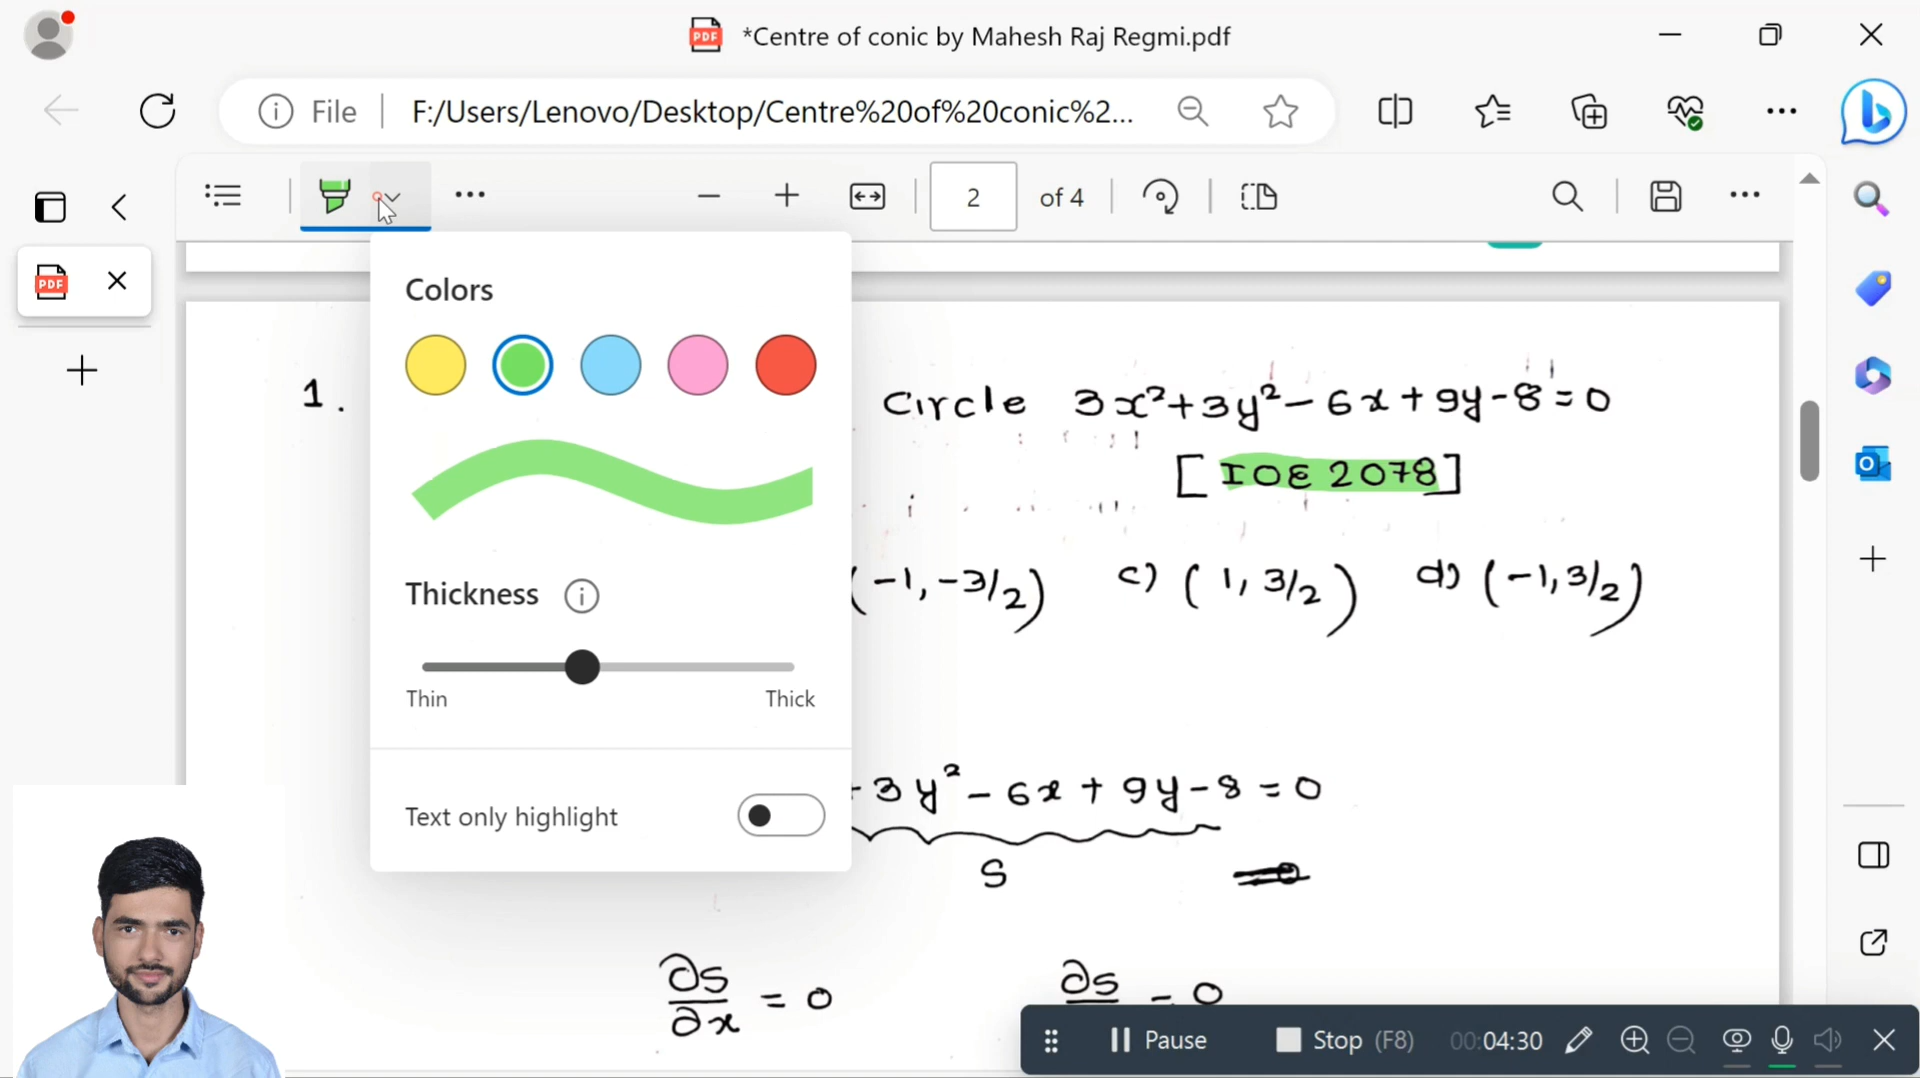 *Centre of conic by Mahesh Raj Regmi.pdf
File F:/Users/Lenovo/Desktop/Centre%20of%20conic%2...
2 of 4
PDF
Colors
Thickness
Thin Thick
Text only highlight
1. Circle 3x²+3y²-6x+9y-8=0
[IOE 2078]
(-1,-3/2) c) (1, 3/2) d) (-1,3/2)
3y²-6x+9y-8=0
S
∂s/∂x = 0 ∂s = 0
Pause Stop (F8) 00:04:30